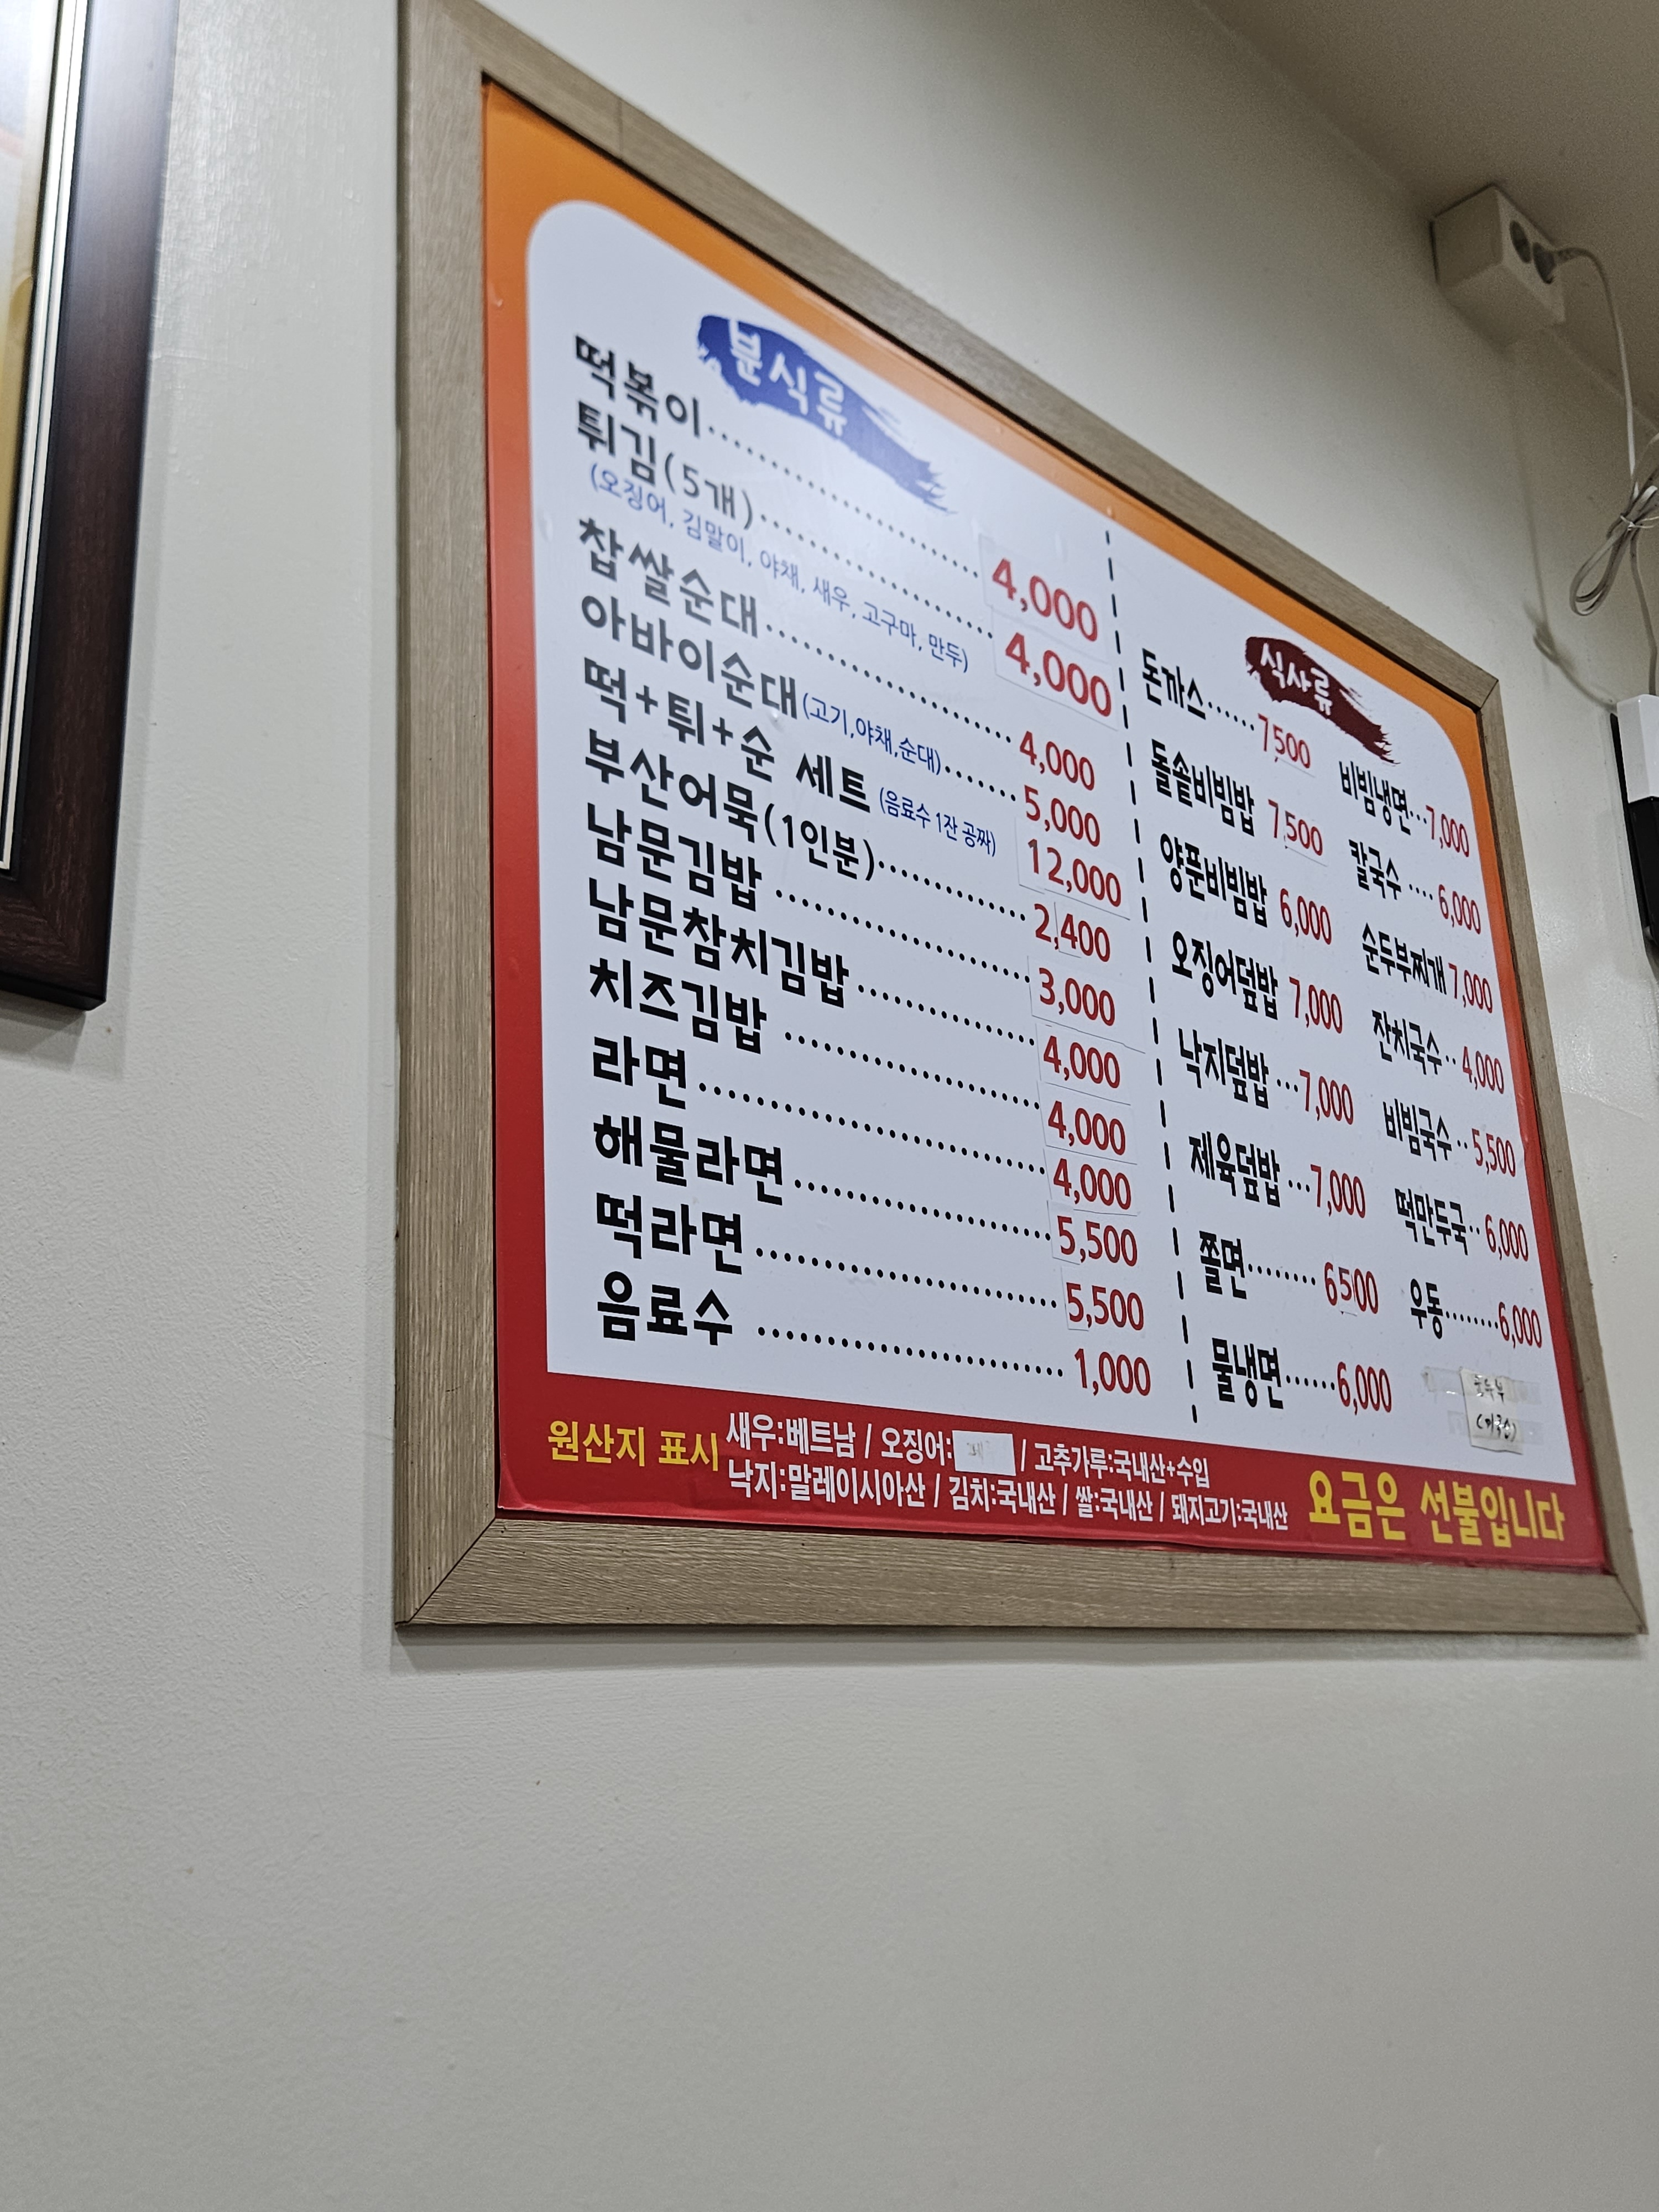 분식류
떡볶이 4,000
튀김(5개) 4,000
(오징어, 김말이, 야채, 새우, 고구마, 만두)
찹쌀순대 4,000
아바이순대(고기,야채,순대) 5,000
떡+튀+순 세트 (음료수 1잔 공짜) 12,000
부산어묵(1인분) 2,400
남문김밥 3,000
남문참치김밥 4,000
치즈김밥 4,000
라면 4,000
해물라면 5,500
떡라면 5,500
음료수 1,000
식사류
돈까스 7,500
돌솥비빔밥 7,500
양푼비빔밥 6,000
오징어덮밥 7,000
낙지덮밥 7,000
제육덮밥 7,000
쫄면 6500
물냉면 6,000
비빔냉면 7,000
칼국수 6,000
순두부찌개 7,000
잔치국수 4,000
비빔국수 5,500
떡만두국 6,000
우동 6,000
원산지 표시
새우:베트남 / 오징어: / 고추가루:국내산+수입
낙지:말레이시아산 / 김치:국내산 / 쌀:국내산 / 돼지고기:국내산
요금은 선불입니다